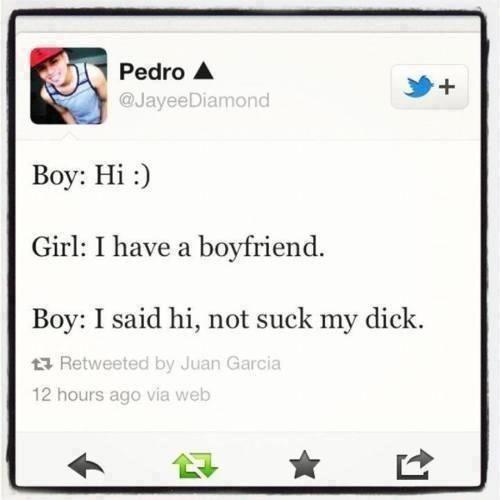 Pedro ▲
@JayeeDiamond
+
Boy: Hi :)
Girl: I have a boyfriend.
Boy: I said hi, not suck my dick.
Retweeted by Juan Garcia
12 hours ago via web